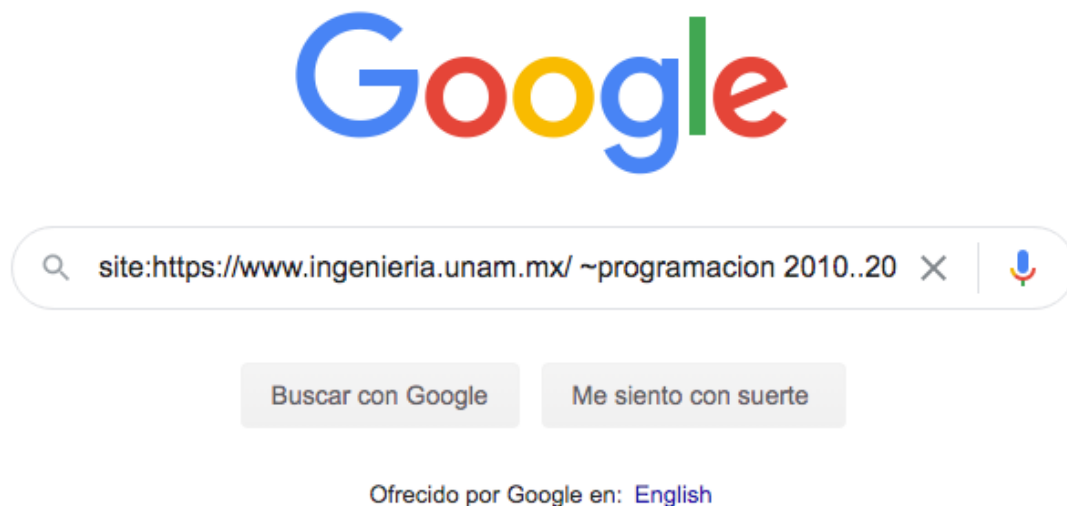 Google
site:https://www.ingenieria.unam.mx/ ~programacion 2010..20
Buscar con Google Me siento con suerte
Ofrecido por Google en: English